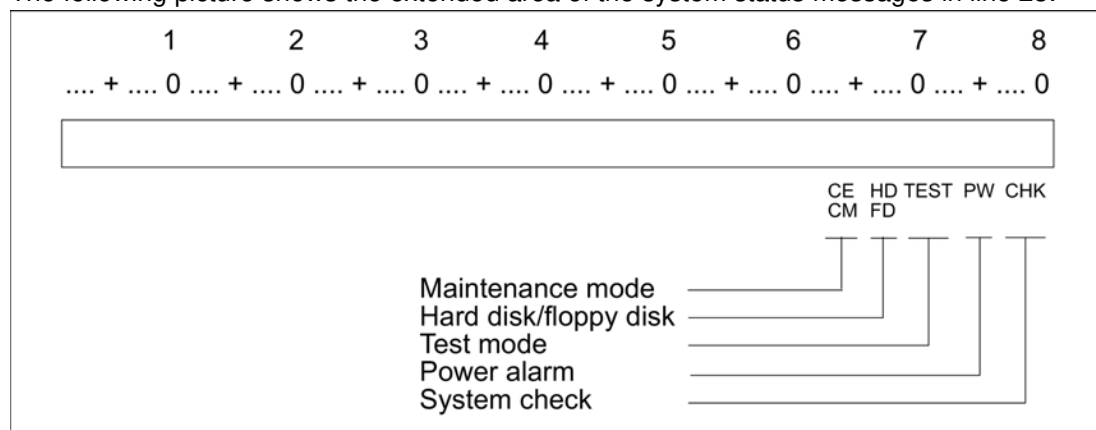 The following picture shows the extended area of the system status messages in line 25.
1 2 3 4 5 6 7 8
.... + .... 0 .... + .... 0 .... + .... 0 .... + .... 0 .... + .... 0 .... + .... 0 .... + .... 0 .... + .... 0
CE HD TEST PW CHK
CM FD
Maintenance mode
Hard disk/floppy disk
Test mode
Power alarm
System check